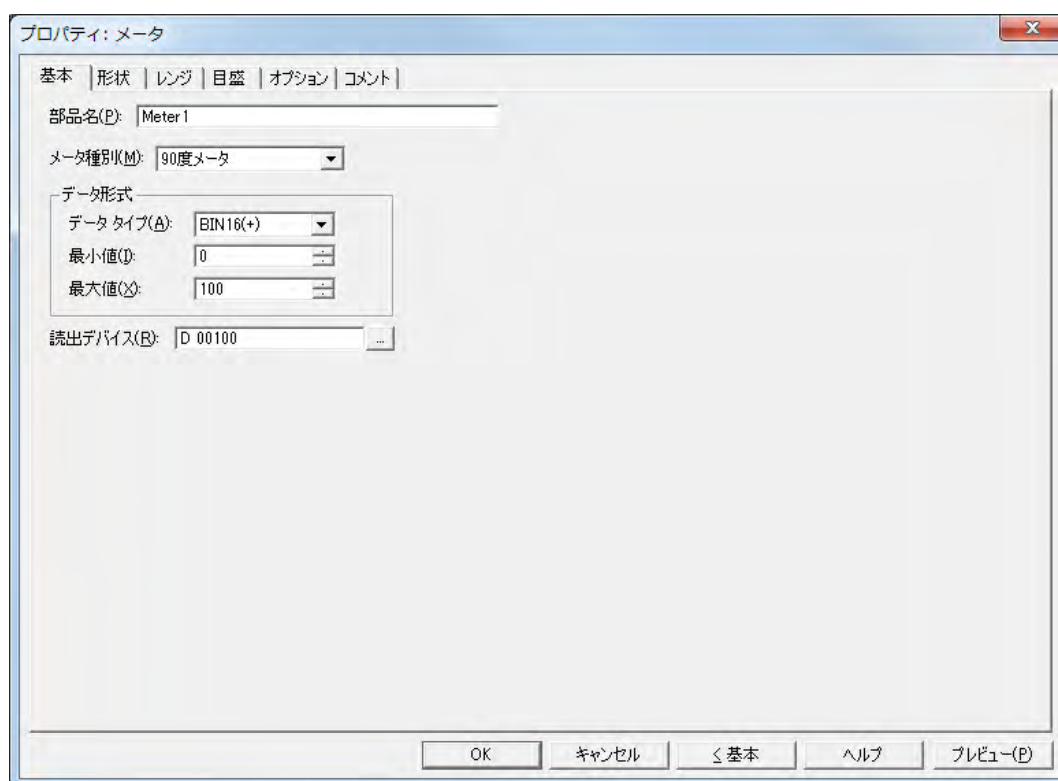 プロパティ: メータ
X
基本 形状 レンジ 目盛 オプション コメント
部品名(P): Meter1
メータ種別(M): 90度メータ
データ形式
データ タイプ(A): BIN16(+)
最小値(I): 0
最大値(X): 100
読出デバイス(R): D 00100 ...
OK キャンセル <基本 ヘルプ プレビュー(P)